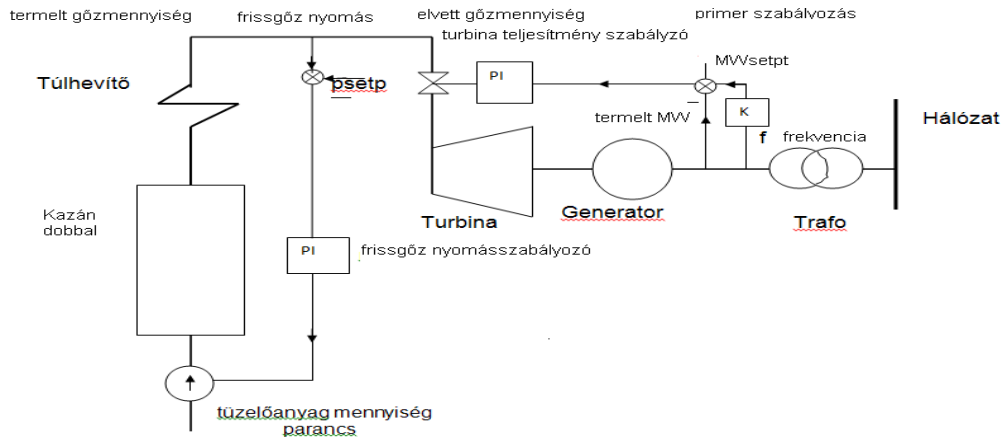 termelt gőzmennyiség
frissgőz nyomás
elvett gőzmennyiség
primer szabályozás
turbina teljesítmény szabályzó
Túlhevítő
psetp
PI
MWsetpt
termelt MW
K
f frekvencia
Hálózat
Kazán
dobbal
Turbina
Generator
Trafo
PI
frissgőz nyomásszabályozó
tüzelőanyag mennyiség
parancs